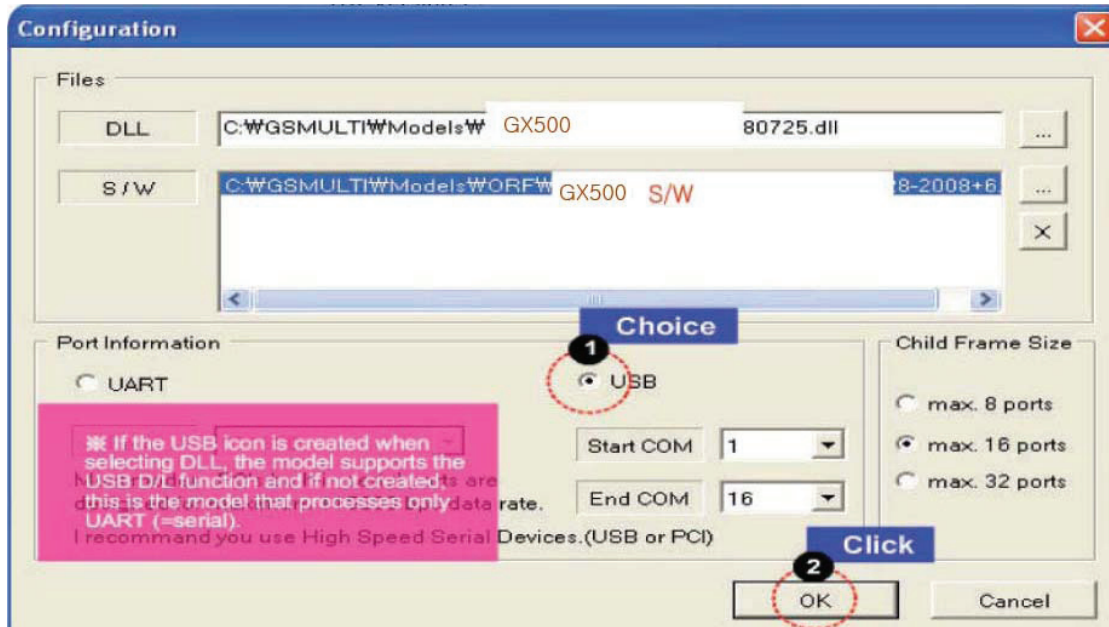 Configuration
Files
DLL
C:₩GSMULTI₩Models₩ GX500 80725.dll
...
S/W
C:₩GSMULTI₩Models₩ORF₩ GX500 S/W 8-2008+6.
...
Choice
Port Information
1
UART
USB
※ If the USB icon is created when
selecting DLL, the model supports the
USB D/L function and if not created,
this is the model that processes only
UART (=serial).
Start COM
1
End COM
16
data rate.
I recommand you use High Speed Serial Devices.(USB or PCI)
Child Frame Size
max. 8 ports
max. 16 ports
max. 32 ports
Click
2
OK
Cancel